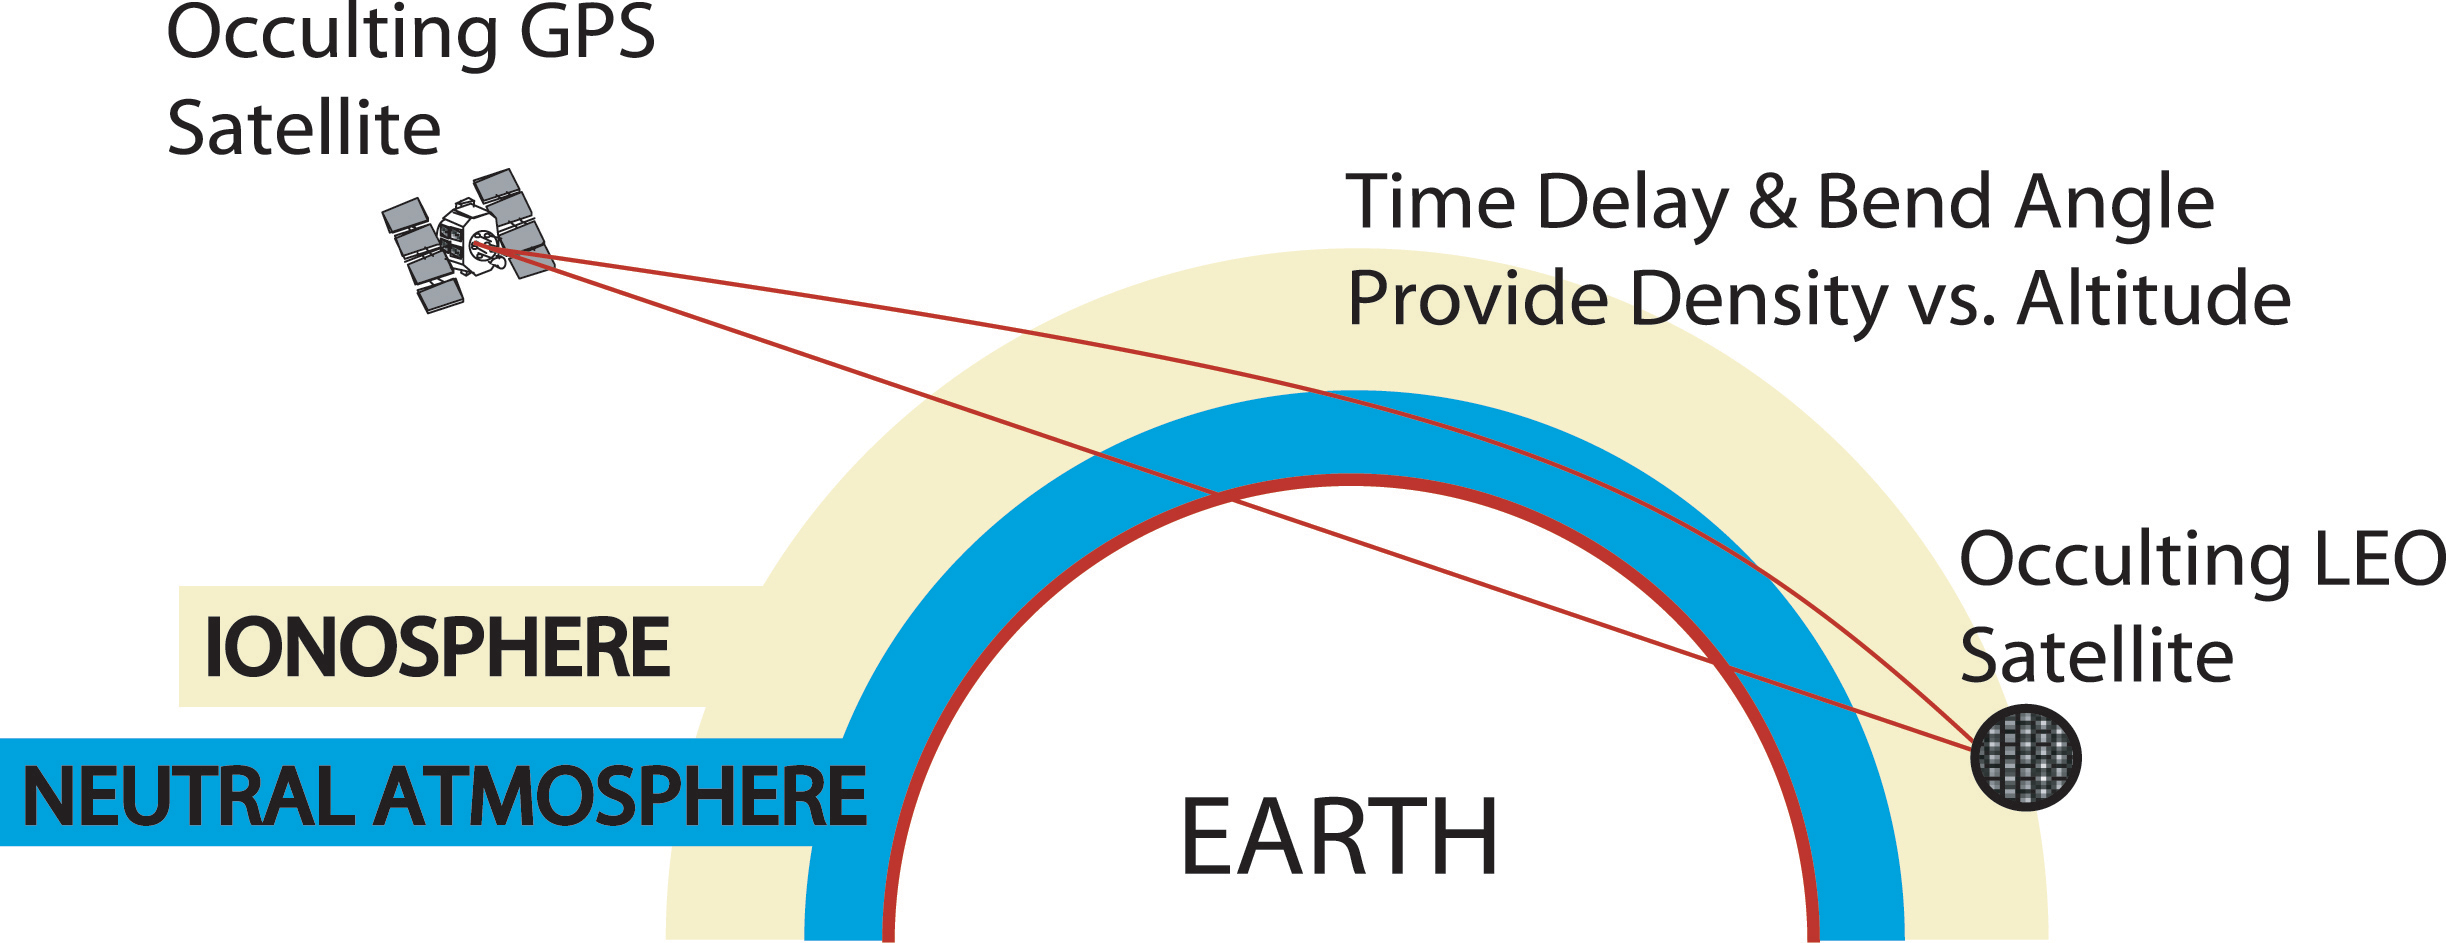 Occulting GPS
Satellite
Time Delay & Bend Angle
Provide Density vs. Altitude
Occulting LEO
Satellite
IONOSPHERE
NEUTRAL ATMOSPHERE
EARTH